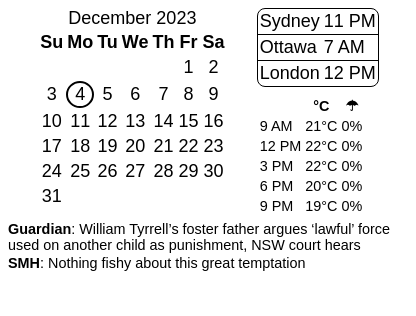 December 2023
Su Mo Tu We Th Fr Sa
1 2
3 4 5 6 7 8 9
10 11 12 13 14 15 16
17 18 19 20 21 22 23
24 25 26 27 28 29 30
31
Sydney 11 PM
Ottawa 7 AM
London 12 PM
°C ☂
9 AM 21°C 0%
12 PM 22°C 0%
3 PM 22°C 0%
6 PM 20°C 0%
9 PM 19°C 0%
Guardian: William Tyrrell’s foster father argues ‘lawful’ force
used on another child as punishment, NSW court hears
SMH: Nothing fishy about this great temptation